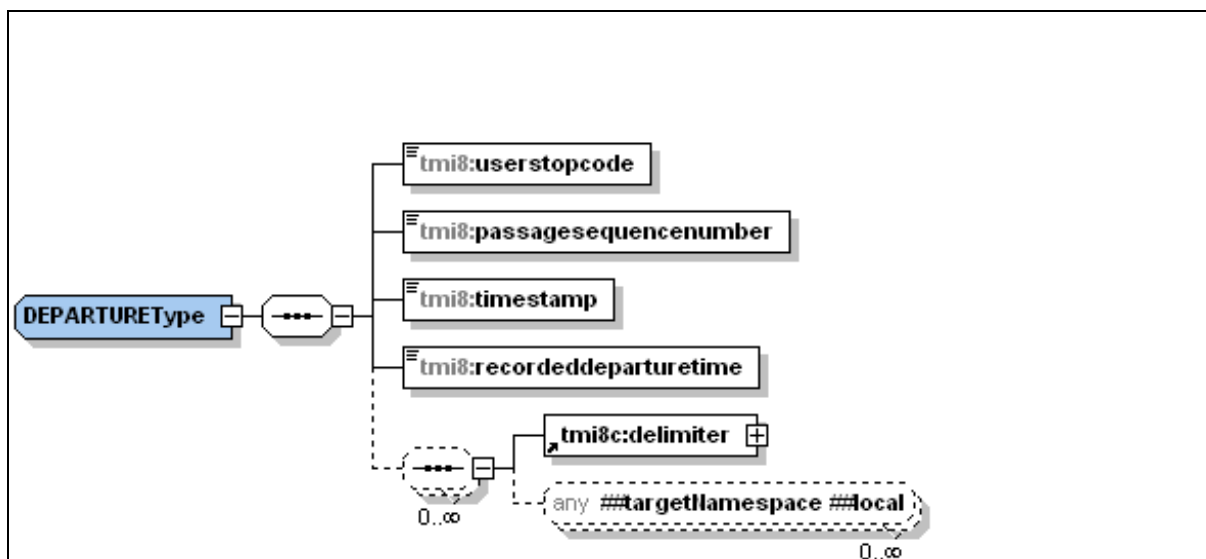 tmi8:userstopcode
tmi8:passagesequencenumber
tmi8:timestamp
DEPARTUREType
tmi8:recordeddeparturetime
tmi8c:delimiter
any ##targetNamespace ##local
0..∞
0..∞